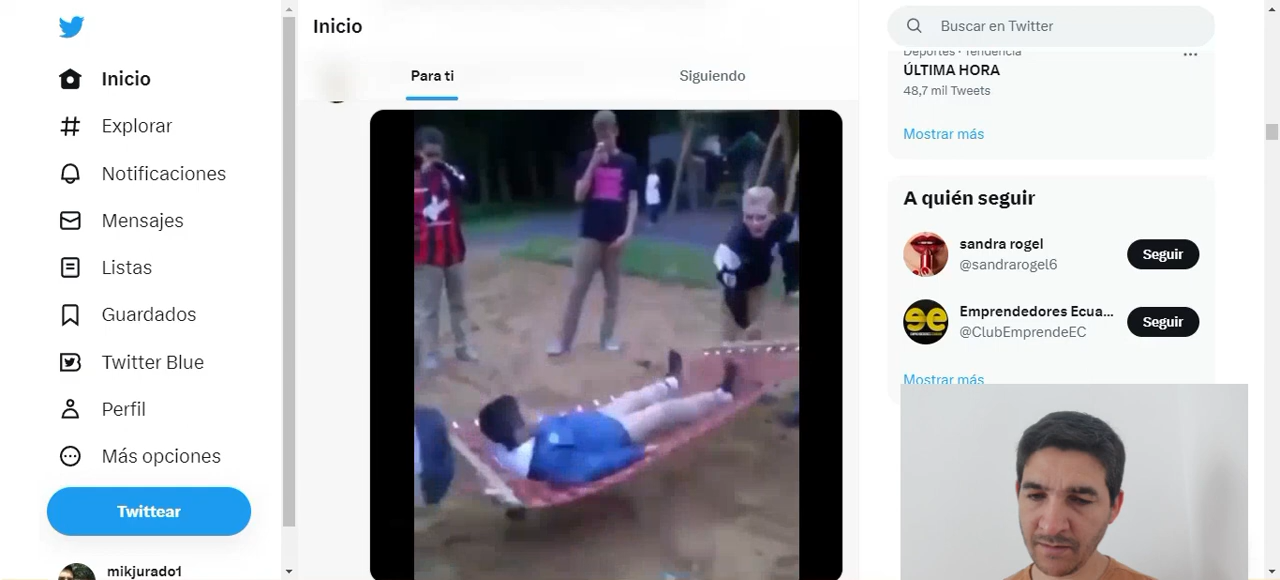 Inicio
Explorar
Notificaciones
Mensajes
Listas
Guardados
Twitter Blue
Perfil
Más opciones
Twittear
mikjurado1
Inicio
Para ti
Siguiendo
Buscar en Twitter
Deportes · Tendencia
ÚLTIMA HORA
48,7 mil Tweets
Mostrar más
A quién seguir
sandra rogel
@sandrarogel6
Seguir
ee
Emprendedores Ecua...
@ClubEmprendeEC
Seguir
Mostrar más